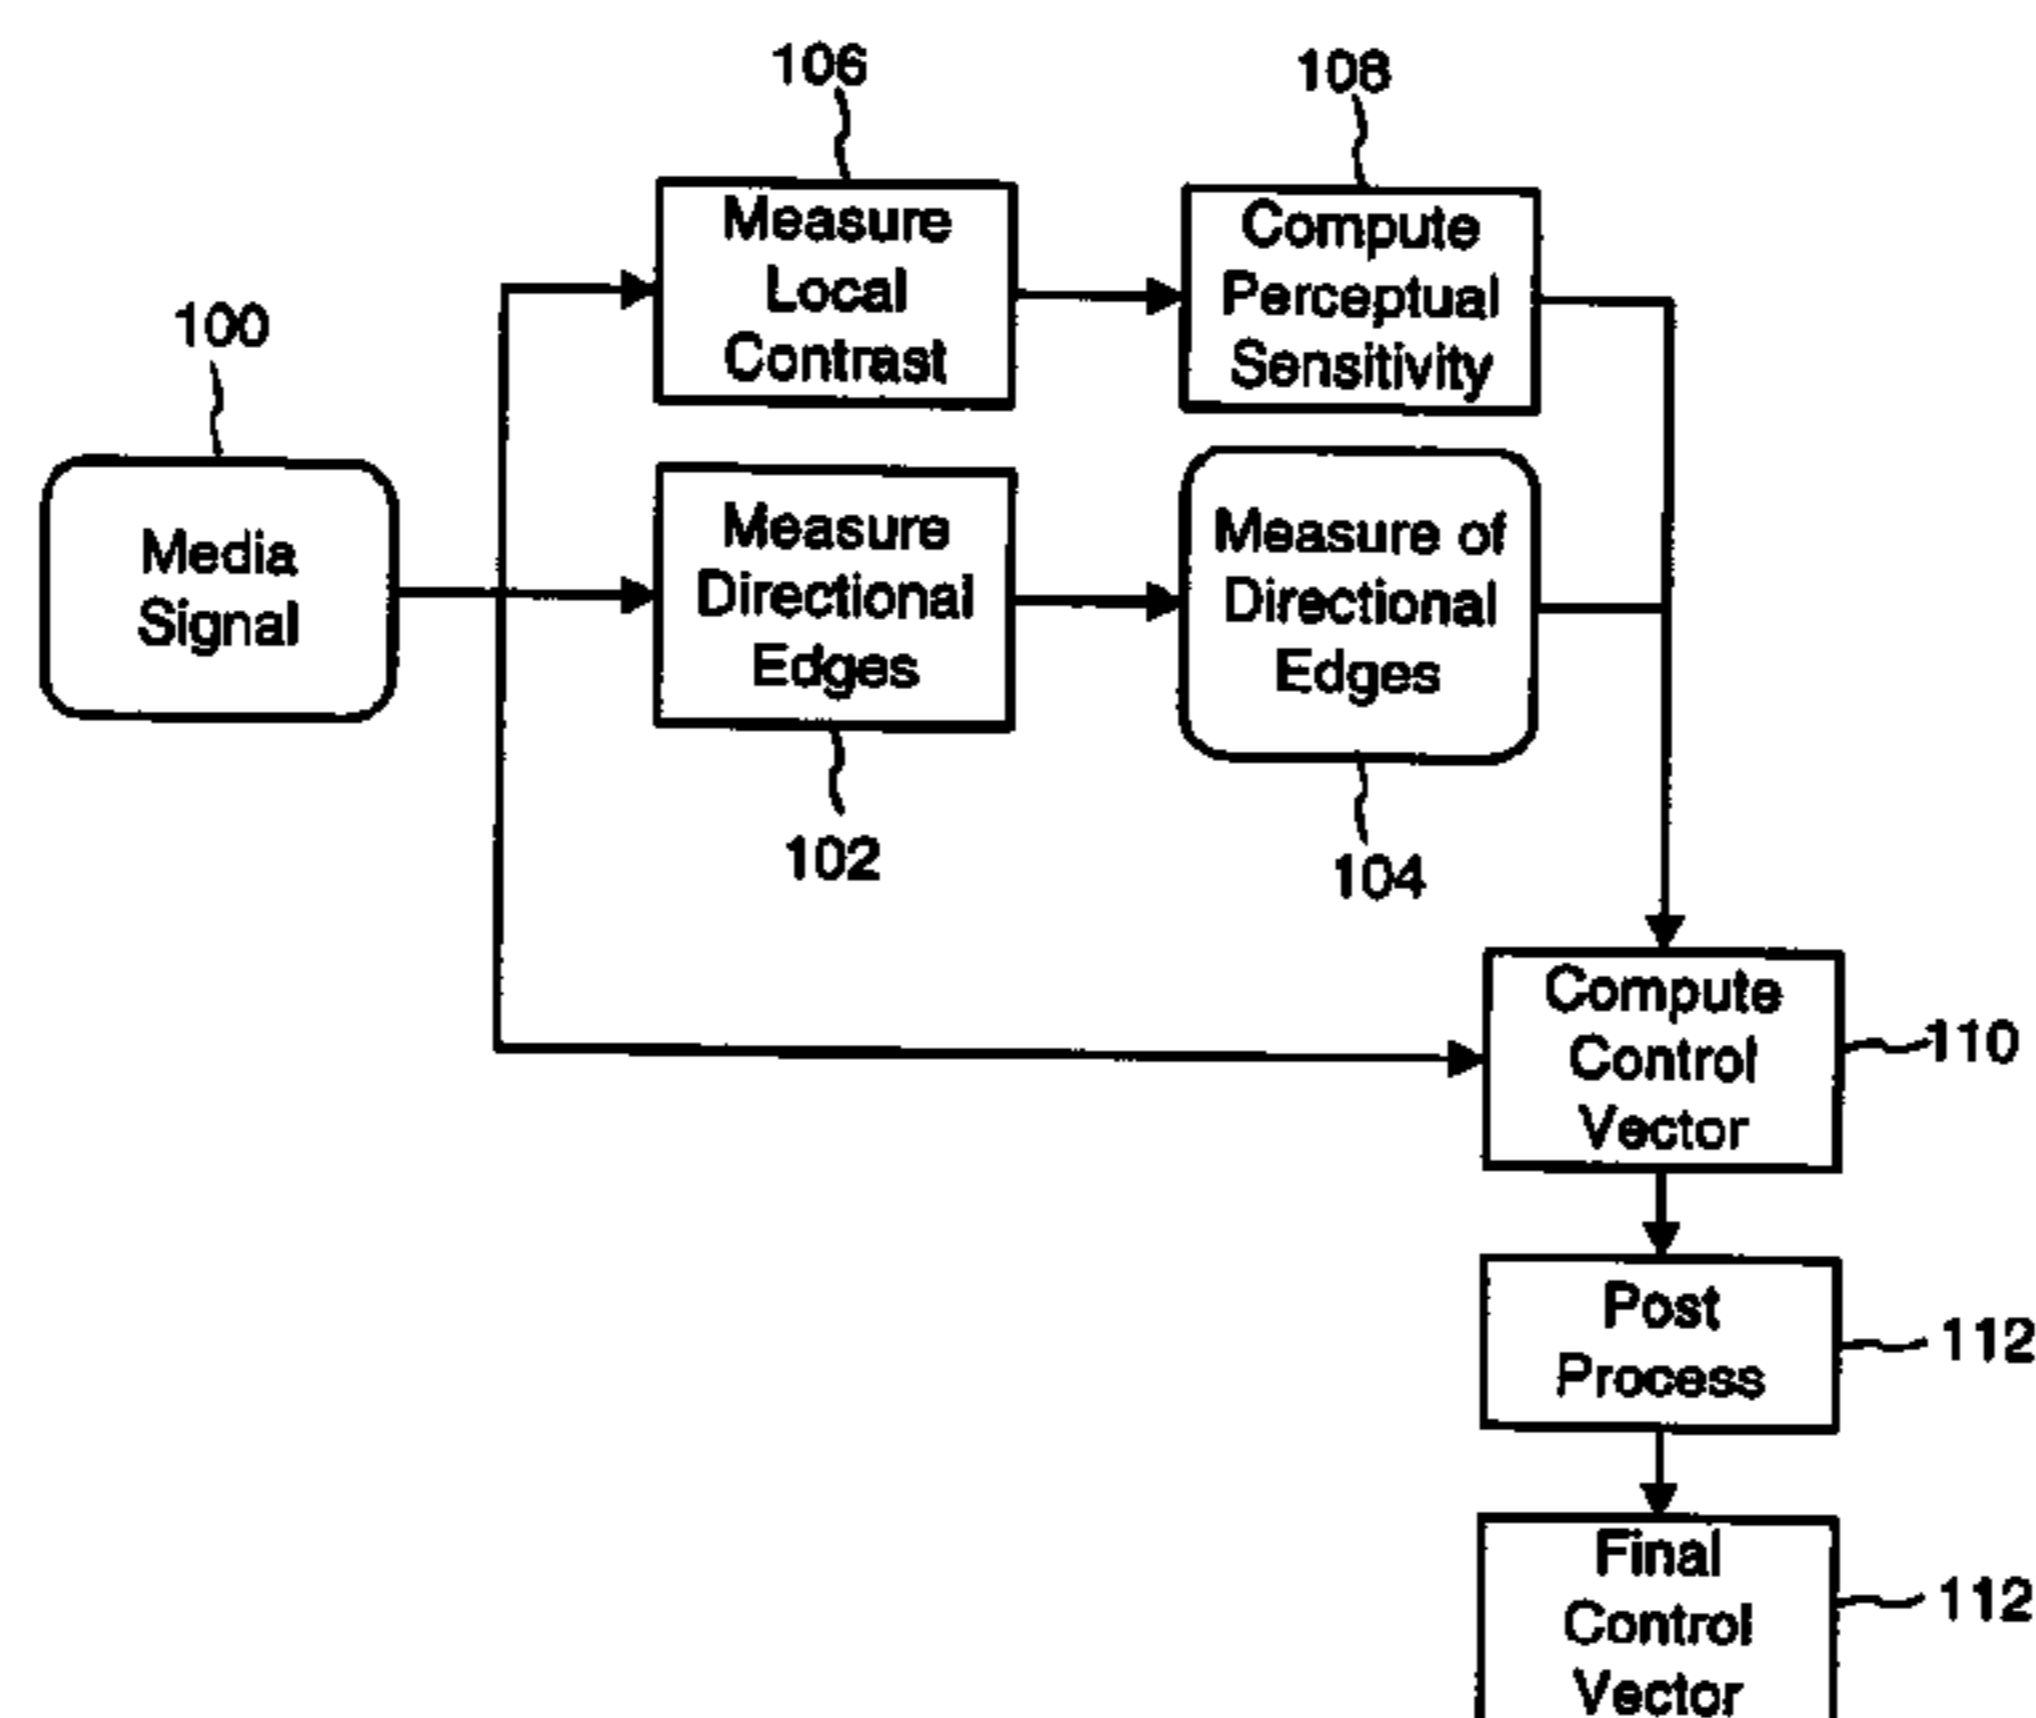 106
108
Measure
Local
Contrast
Compute
Perceptual
Sensitivity
100
Media
Signal
Measure
Directional
Edges
Measure of
Directional
Edges
102
104
Compute
Control
Vector
110
Post
Process
112
Final
Control
Vector
112